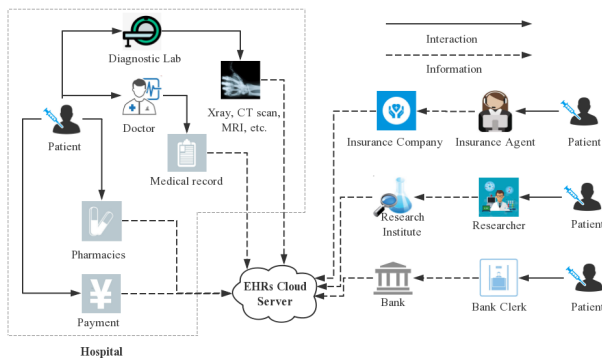 Interaction
Diagnostic Lab
Information
Xray, CT scan,
MRI, etc.
Doctor
Patient
Insurance Company
Insurance Agent
Patient
Medical record
Research
Institute
Researcher
Patient
Pharmacies
EHRs Cloud
Server
¥
Payment
Bank
Bank Clerk
Patient
Hospital